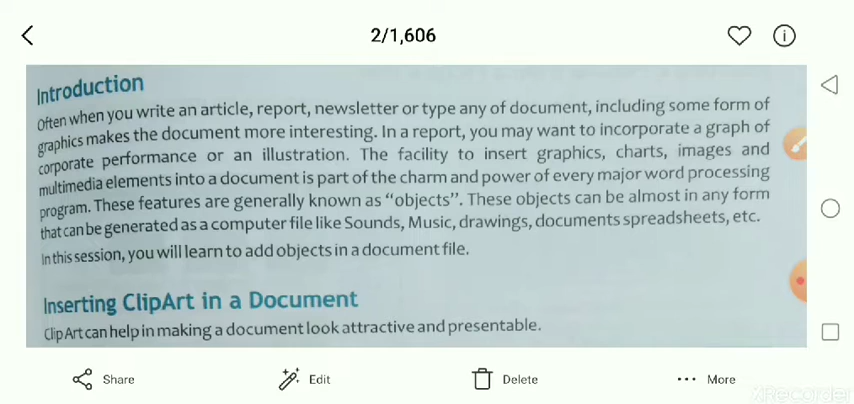 2/1,606
Introduction
Often when you write an article, report, newsletter or type any of document, including some form of
graphics makes the document more interesting. In a report, you may want to incorporate a graph of
corporate performance or an illustration. The facility to insert graphics, charts, images and
multimedia elements into a document is part of the charm and power of every major word processing
program. These features are generally known as “objects”. These objects can be almost in any form
that can be generated as a computer file like Sounds, Music, drawings, documents spreadsheets, etc.
In this session, you will learn to add objects in a document file.
Inserting ClipArt in a Document
ClipArt can help in making a document look attractive and presentable.
Share Edit Delete More
XRecorder